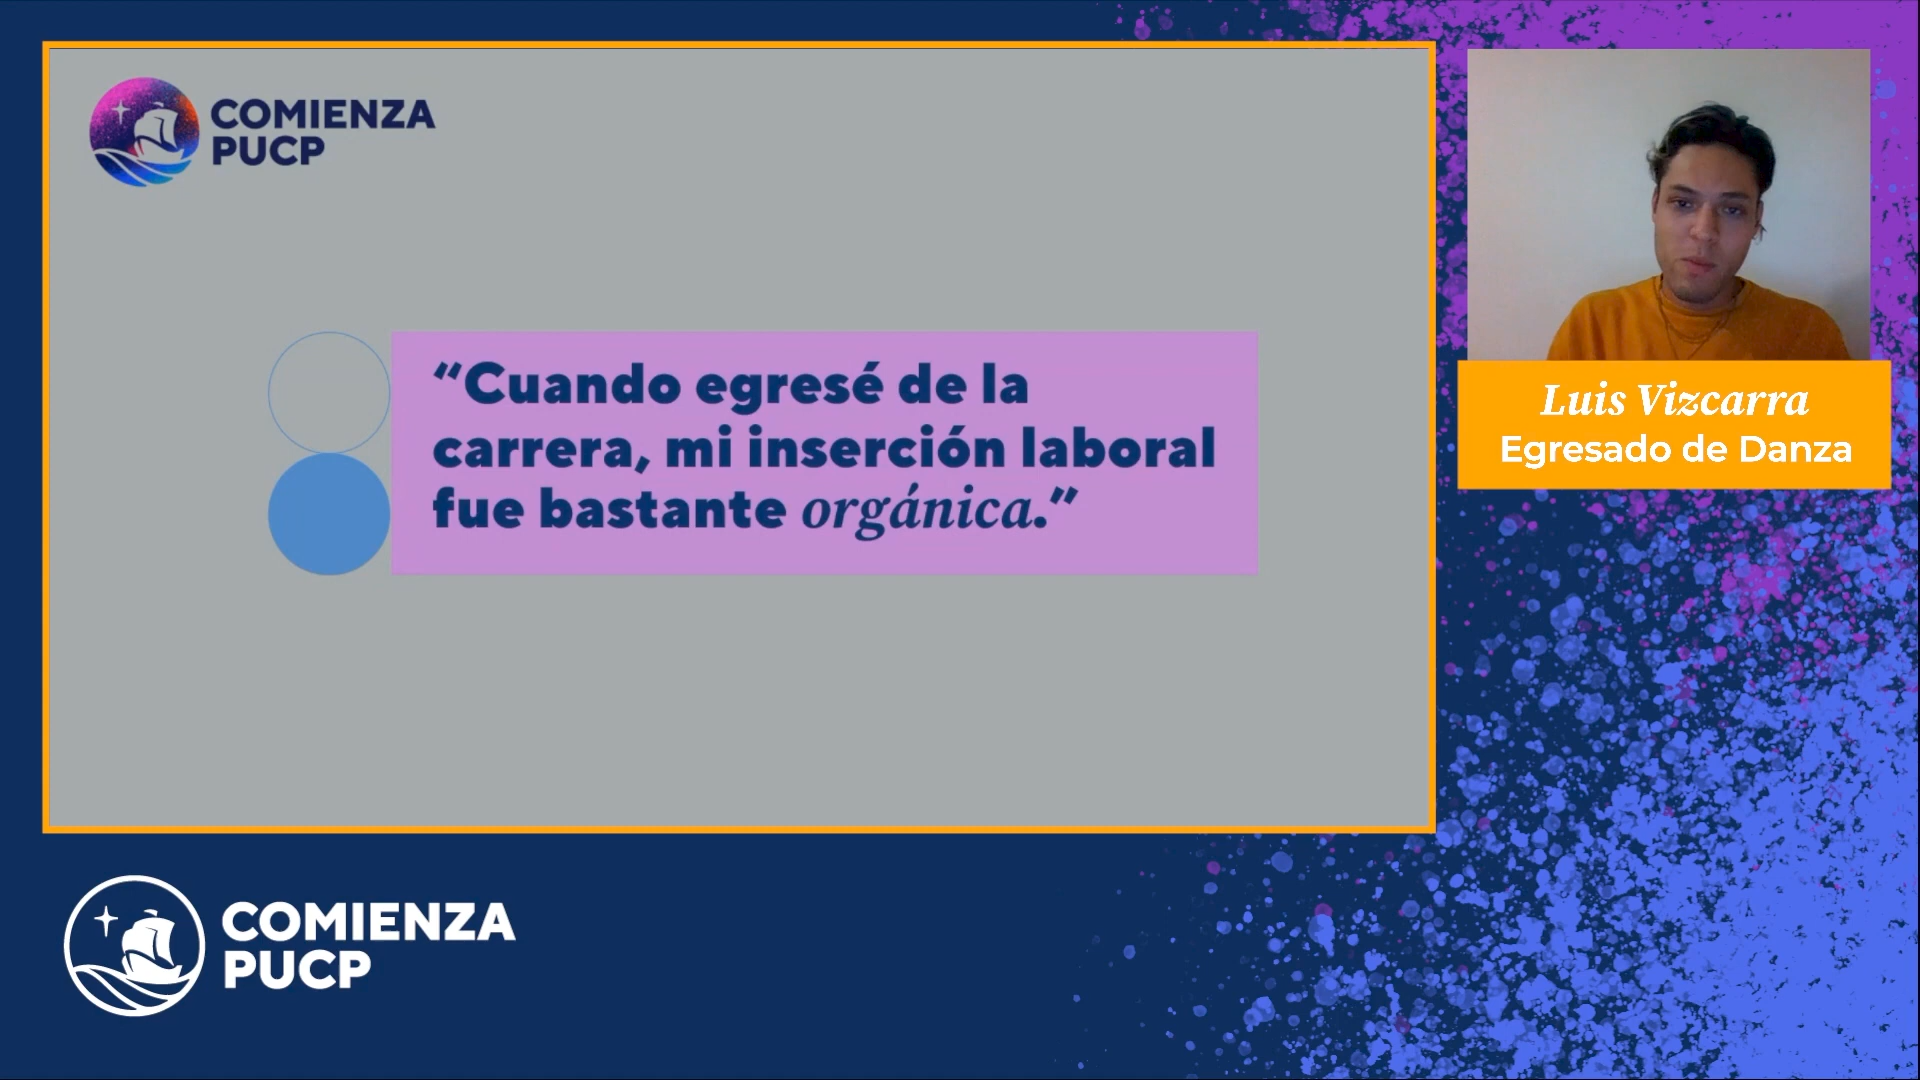 COMIENZA
PUCP
“Cuando egresé de la
carrera, mi inserción laboral
fue bastante orgánica.”
Luis Vizcarra
Egresado de Danza
COMIENZA
PUCP